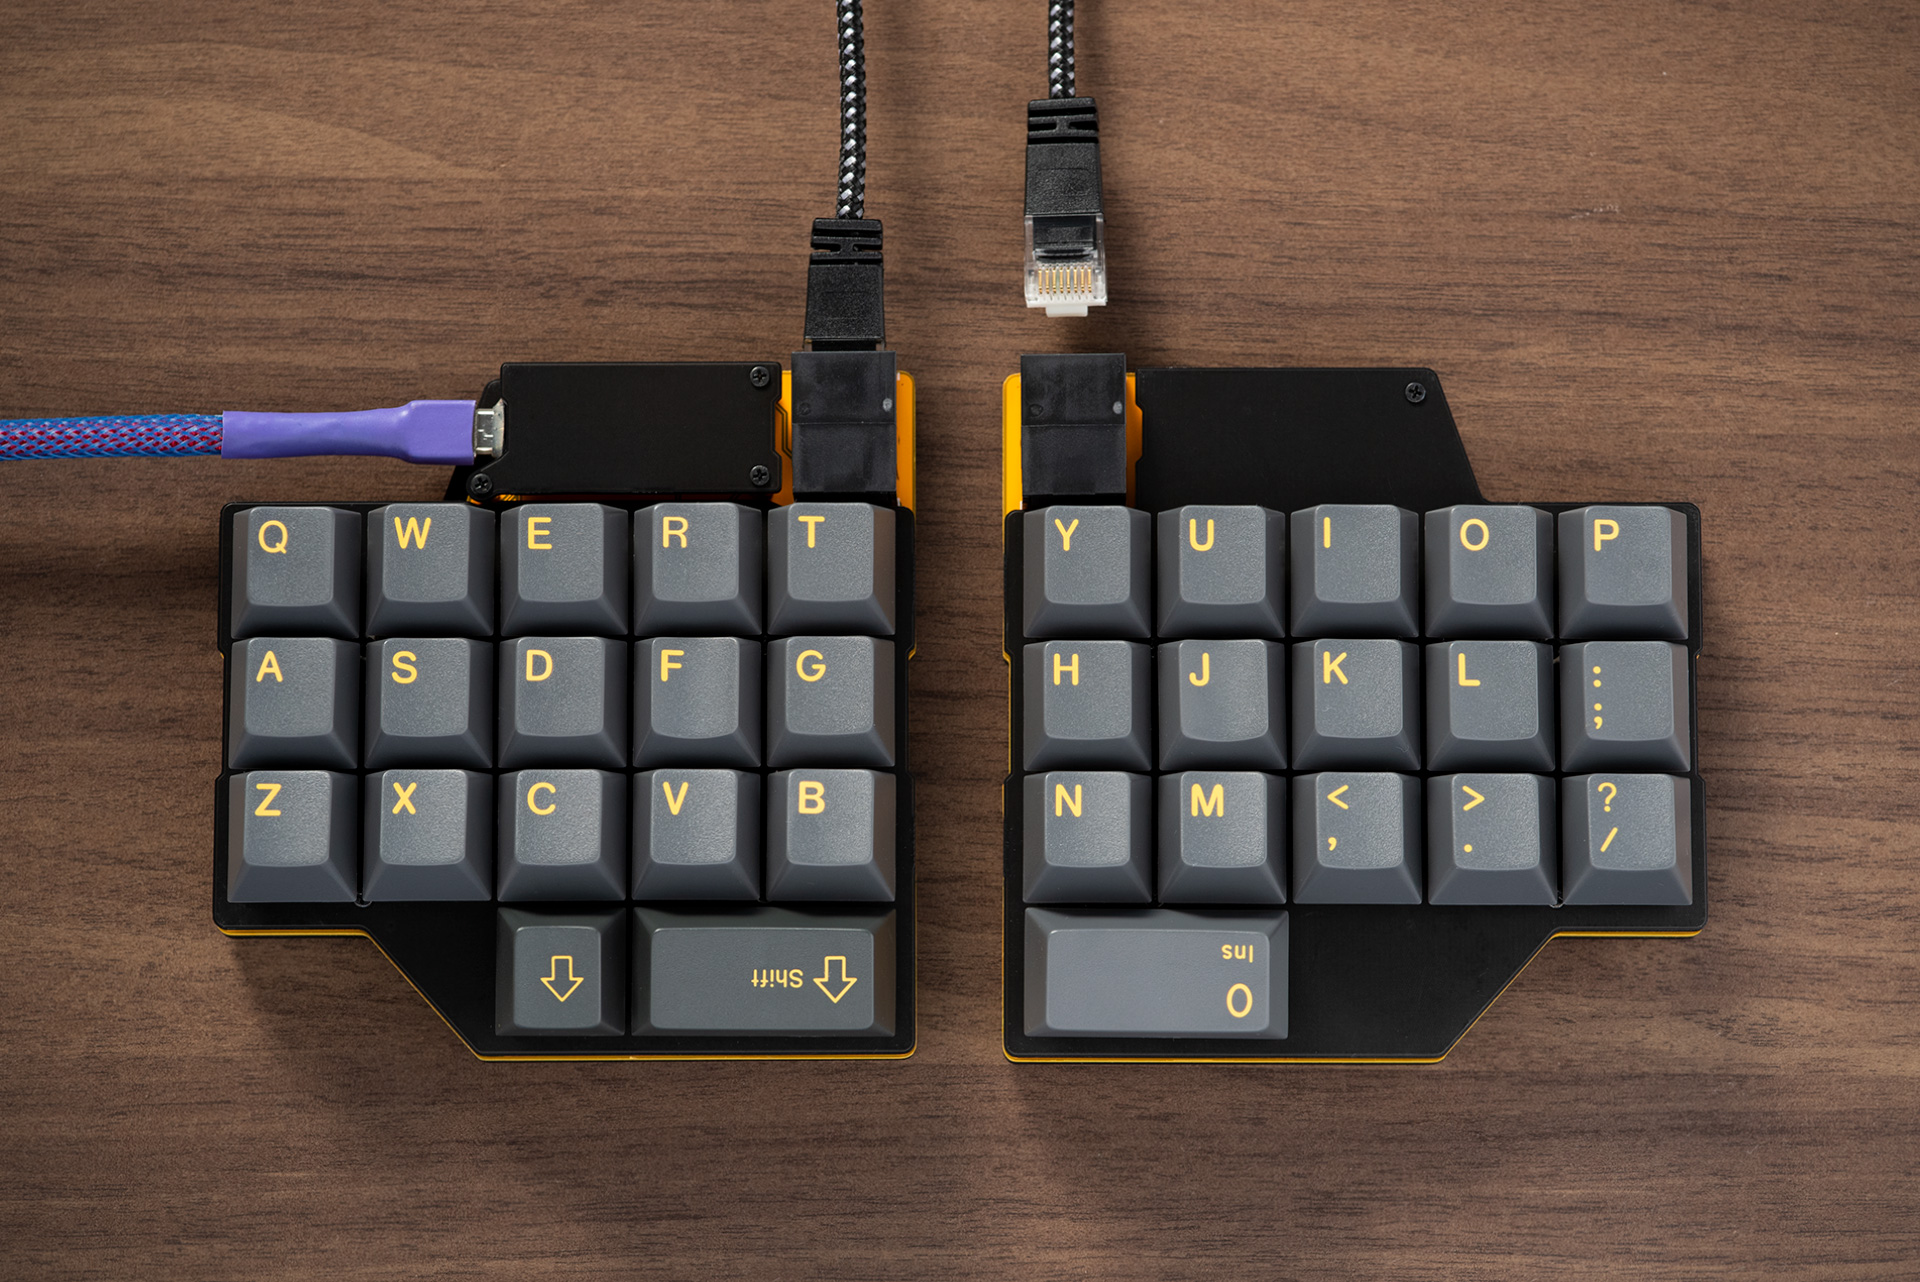 Q W E R T Y U I O P
A S D F G H J K L :
;
Z X C V B N M < > ?
, . /
Shift
Ins
0